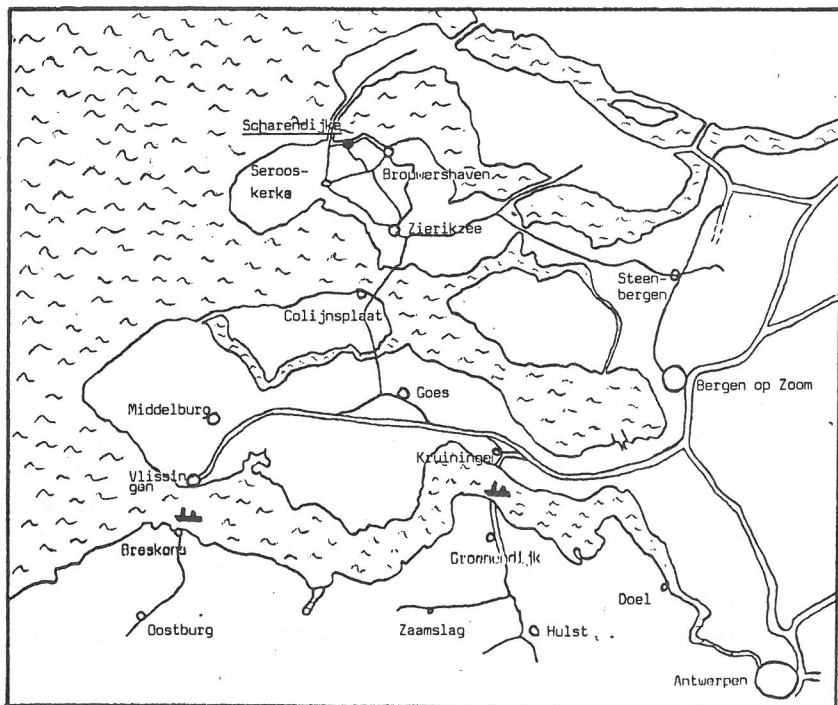 Scharendijke
Seroos-
kerke
Brouwershaven
Zierikzee
Steen-
bergen
Colijnsplaat
Goes
Bergen op Zoom
Middelburg
Kruiningen
Vlissin
gen
Breskens
Doel
Oostburg
Zaamslag
Hulst
Antwerpen